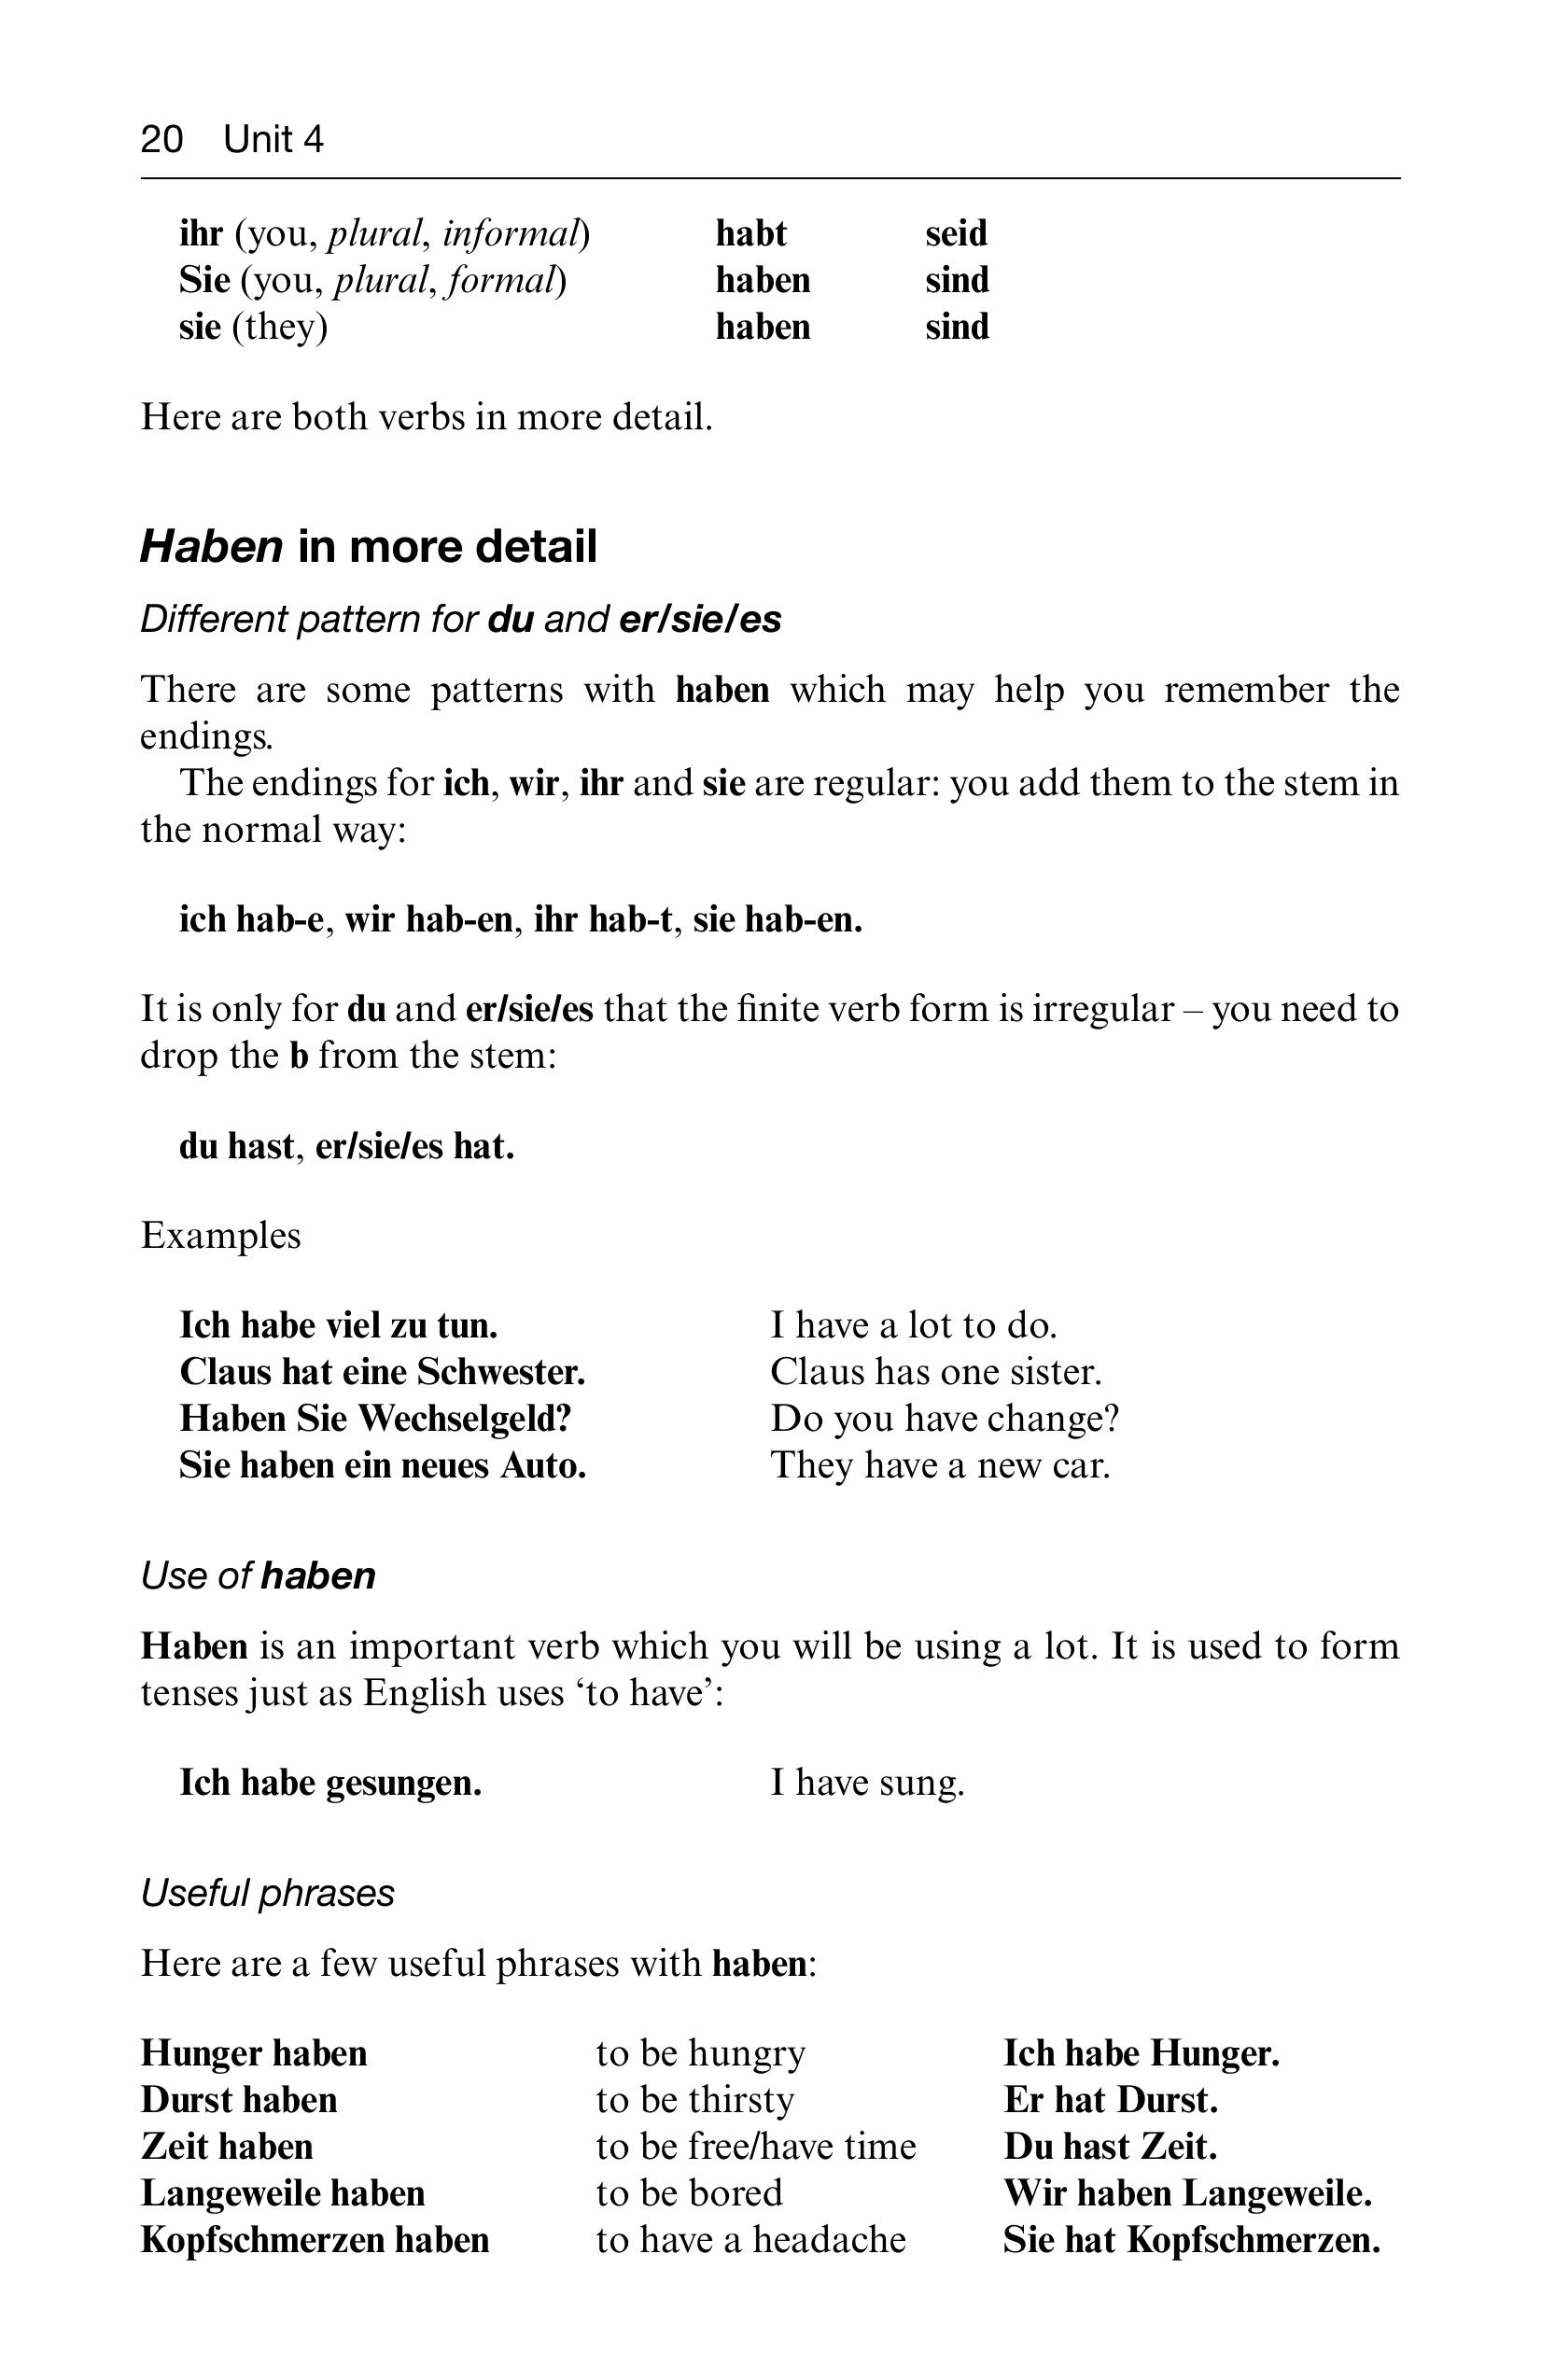 20 Unit 4
ihr (you, plural, informal) habt seid
Sie (you, plural, formal) haben sind
sie (they) haben sind
Here are both verbs in more detail.
Haben in more detail
Different pattern for du and er/sie/es
There are some patterns with haben which may help you remember the
endings.
The endings for ich, wir, ihr and sie are regular: you add them to the stem in
the normal way:
ich hab-e, wir hab-en, ihr hab-t, sie hab-en.
It is only for du and er/sie/es that the finite verb form is irregular – you need to
drop the b from the stem:
du hast, er/sie/es hat.
Examples
Ich habe viel zu tun. I have a lot to do.
Claus hat eine Schwester. Claus has one sister.
Haben Sie Wechselgeld? Do you have change?
Sie haben ein neues Auto. They have a new car.
Use of haben
Haben is an important verb which you will be using a lot. It is used to form
tenses just as English uses ‘to have’:
Ich habe gesungen. I have sung.
Useful phrases
Here are a few useful phrases with haben:
Hunger haben to be hungry Ich habe Hunger.
Durst haben to be thirsty Er hat Durst.
Zeit haben to be free/have time Du hast Zeit.
Langeweile haben to be bored Wir haben Langeweile.
Kopfschmerzen haben to have a headache Sie hat Kopfschmerzen.